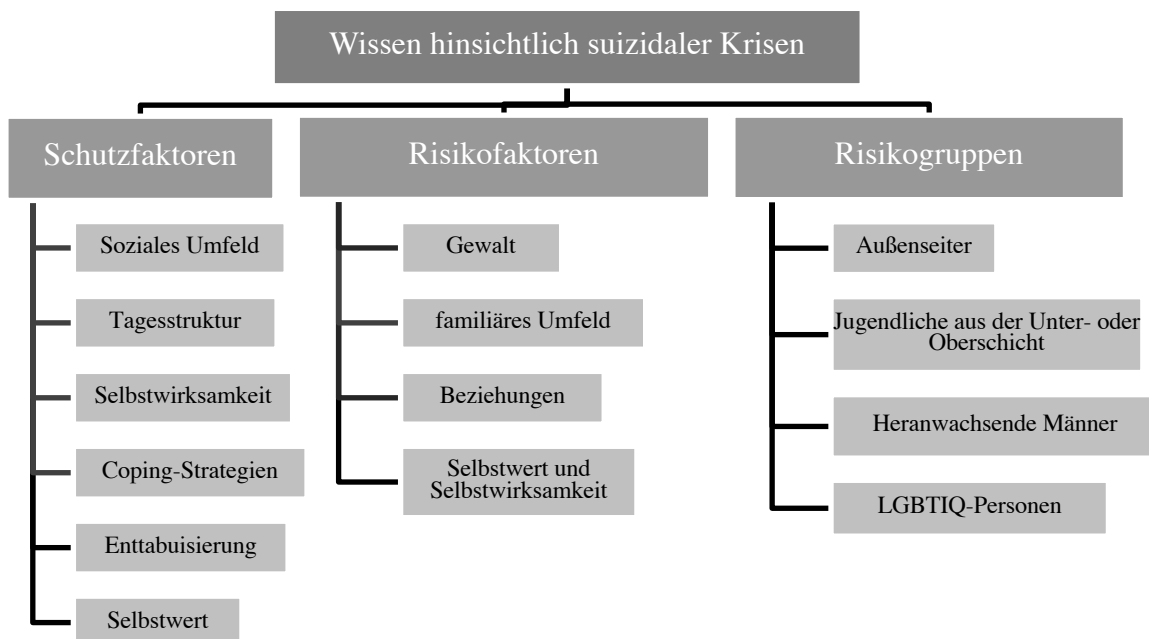 Wissen hinsichtlich suizidaler Krisen
Schutzfaktoren
Soziales Umfeld
Tagesstruktur
Selbstwirksamkeit
Coping-Strategien
Enttabuisierung
Selbstwert
Risikofaktoren
Gewalt
familiäres Umfeld
Beziehungen
Selbstwert und
Selbstwirksamkeit
Risikogruppen
Außenseiter
Jugendliche aus der Unter- oder
Oberschicht
Heranwachsende Männer
LGBTIQ-Personen